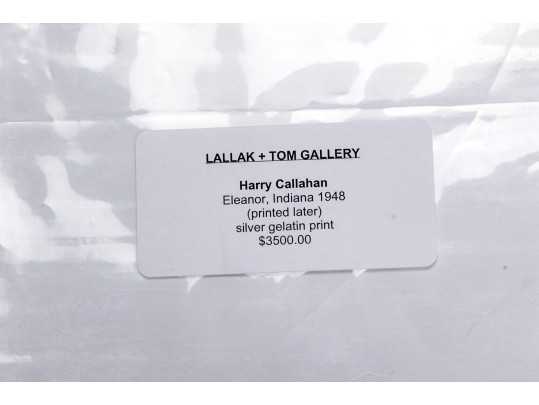 LALLAK + TOM GALLERY
Harry Callahan
Eleanor, Indiana 1948
(printed later)
silver gelatin print
$3500.00